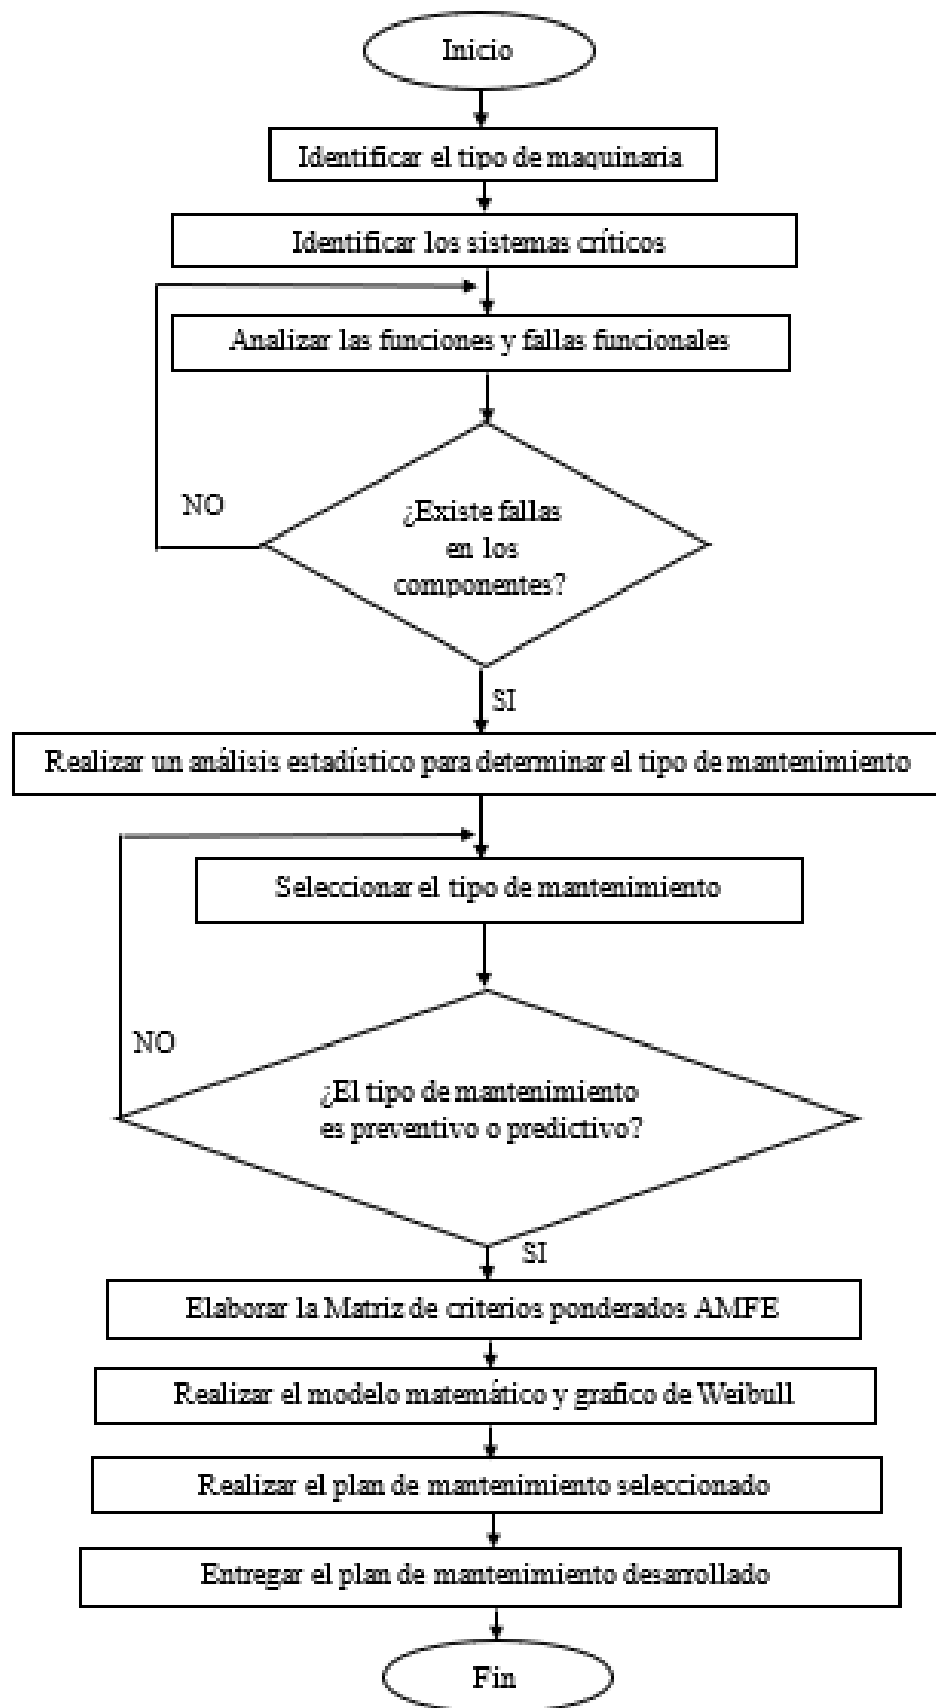 Inicio
Identificar el tipo de maquinaria
Identificar los sistemas críticos
Analizar las funciones y fallas funcionales
NO
¿Existe fallas
en los
componentes?
SI
Realizar un análisis estadístico para determinar el tipo de mantenimiento
Seleccionar el tipo de mantenimiento
NO
¿El tipo de mantenimiento
es preventivo o predictivo?
SI
Elaborar la Matriz de criterios ponderados AMFE
Realizar el modelo matemático y grafico de Weibull
Realizar el plan de mantenimiento seleccionado
Entregar el plan de mantenimiento desarrollado
Fin